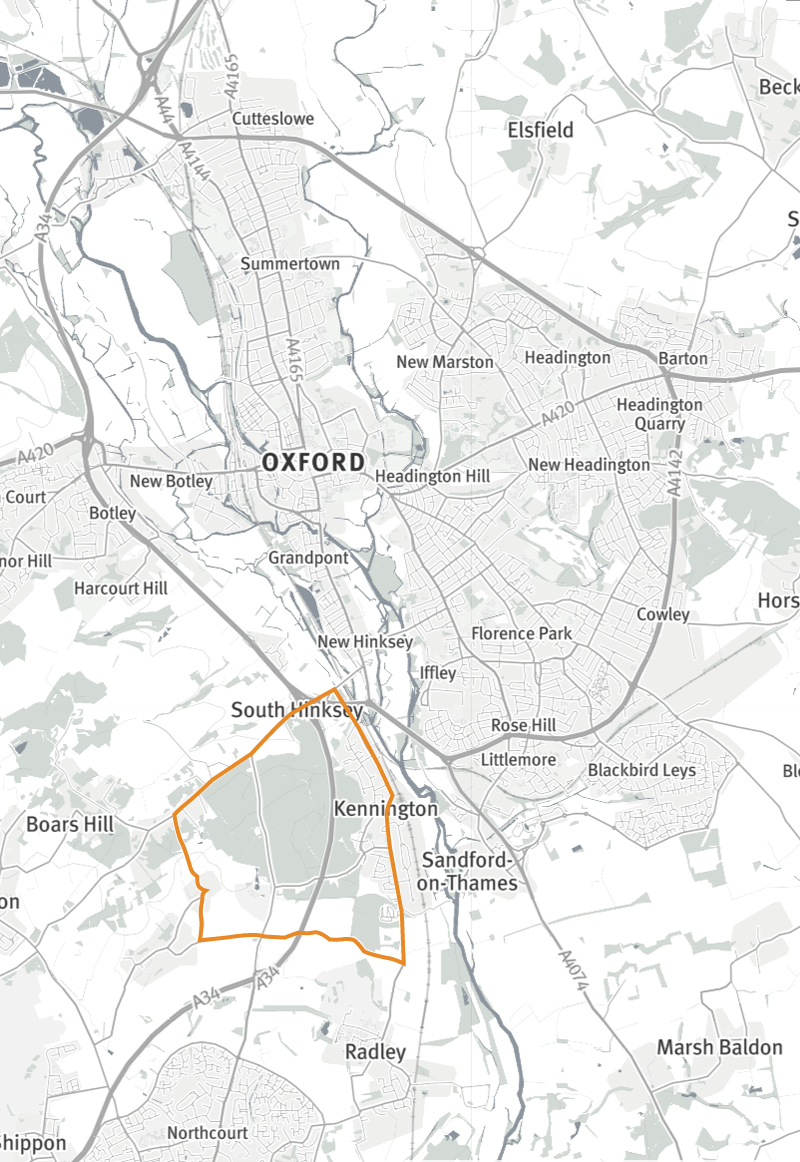 A4165
Beck
A44
Cutteslowe
Elsfield
A4144
S
A34
Summertown
A4165
New Marston
Headington
Barton
Headington
Quarry
A420
A420
OXFORD
New Headington
A4142
Headington Hill
New Botley
Court
Botley
nor Hill
Grandpont
Harcourt Hill
Hors
Cowley
New Hinksey
Florence Park
Iffley
South Hinksey
Rose Hill
Littlemore
Blackbird Leys
Ble
Kennington
Boars Hill
Sandford-
on-Thames
on
A4074
A34
A34
Radley
Marsh Baldon
Northcourt
Shippon